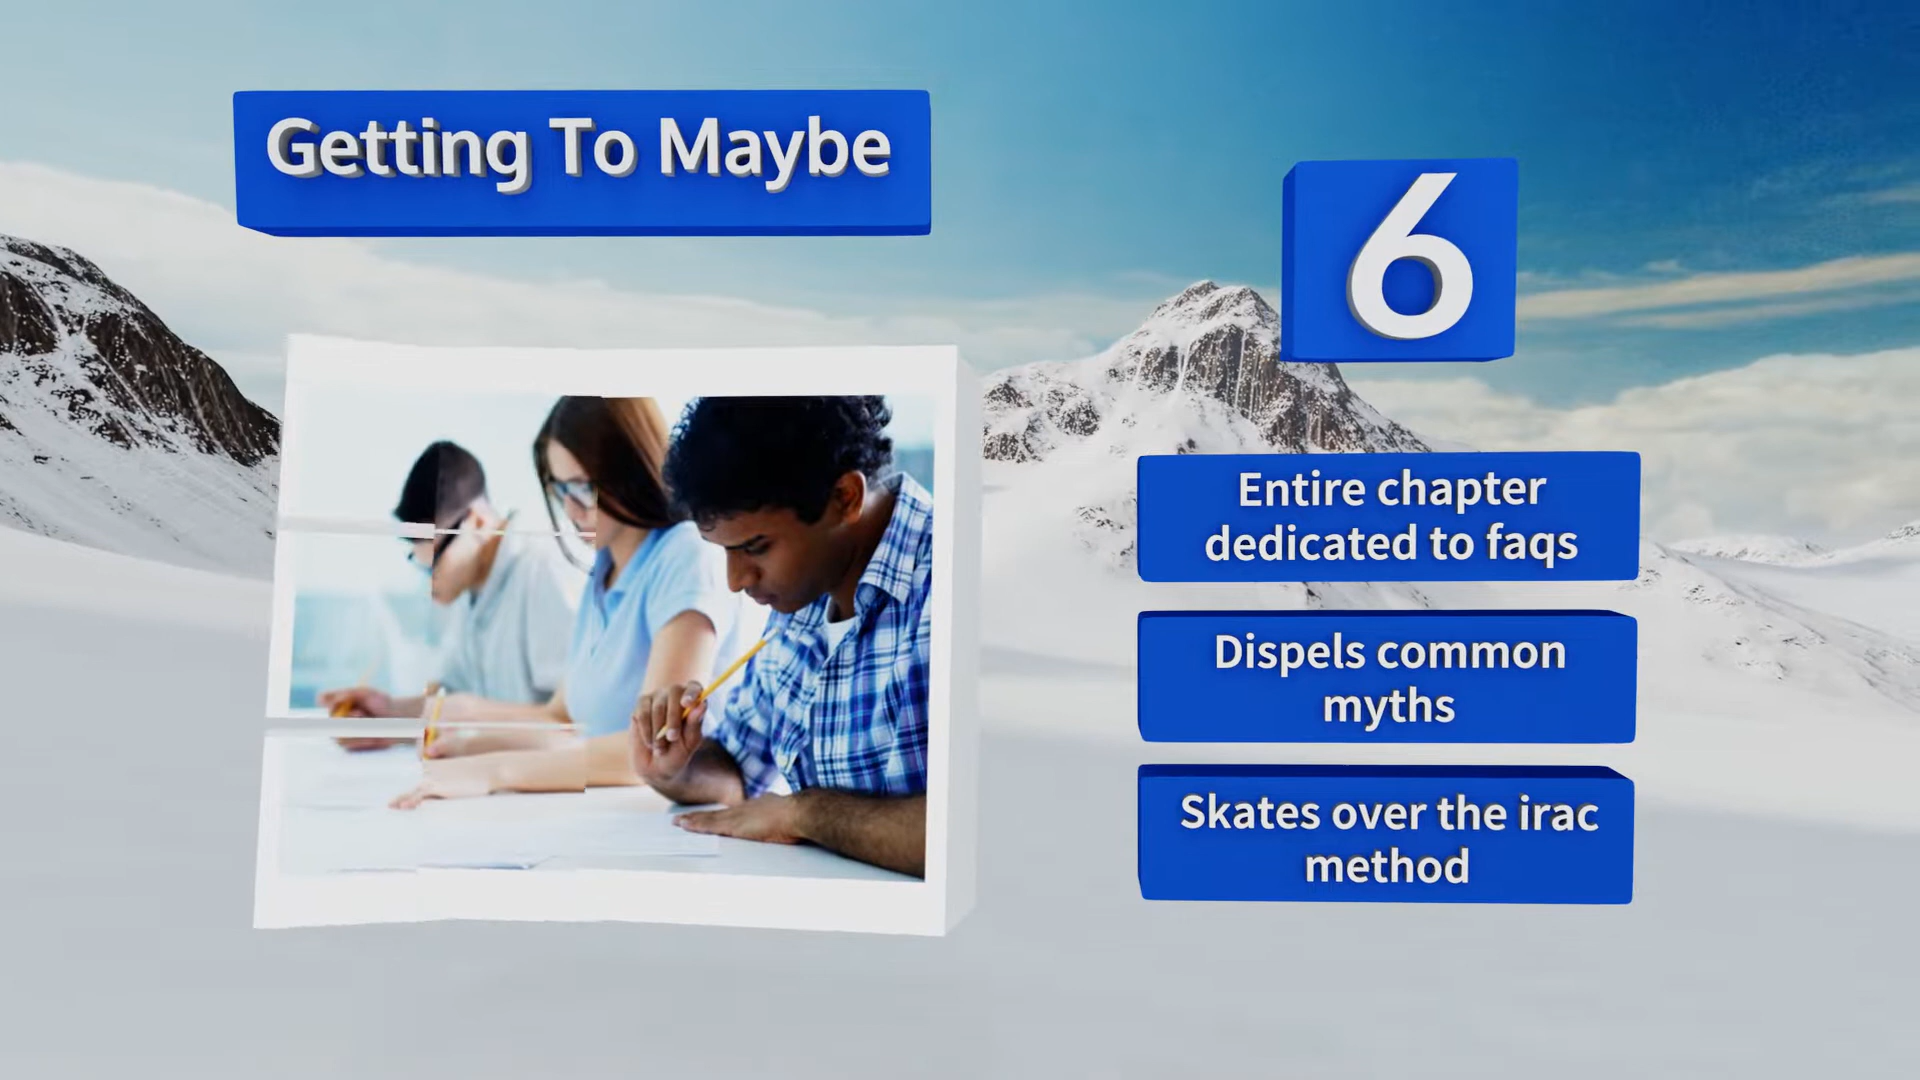 Getting To Maybe
6
Entire chapter
dedicated to faqs
Dispels common
myths
Skates over the irac
method